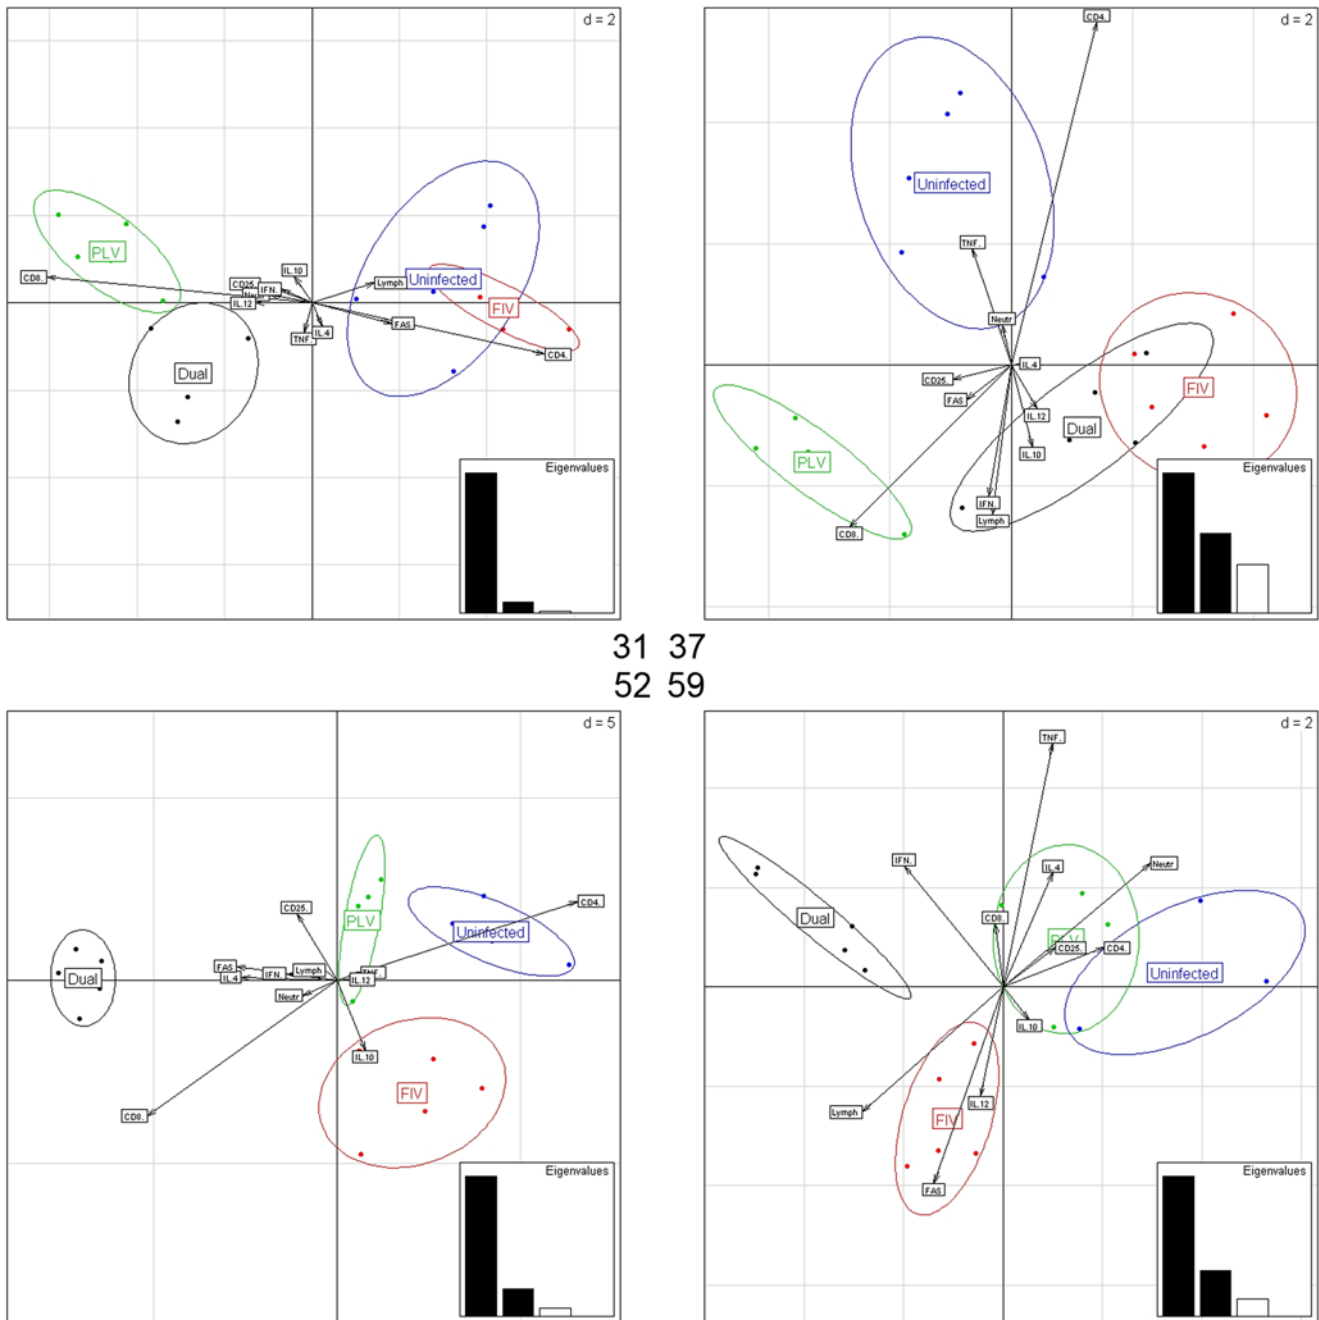 d = 2
PLV
CD8.
IL.10
CD25.
IFN.
Neutr
IL.12
TNF.
IL.4
Lymph
Uninfected
FIV
FAS
CD4.
Dual
Eigenvalues
d = 2
CD4.
Uninfected
TNF.
Neutr
IL.4
CD25.
FAS
IL.12
FIV
Dual
IL.10
PLV
IFN.
Lymph
CD8.
Eigenvalues
31 37
52 59
d = 5
CD25.
PLV
CD4.
Uninfected
FAS
IL.4
IFN.
Lymph
TNF.
IL.12
Dual
Neutr
IL.10
FIV
CD8.
Eigenvalues
d = 2
TNF.
IFN.
IL.4
Neutr
Dual
CD8.
PLV
CD25.
CD4.
Uninfected
IL.10
Lymph
IL.12
FIV
FAS
Eigenvalues